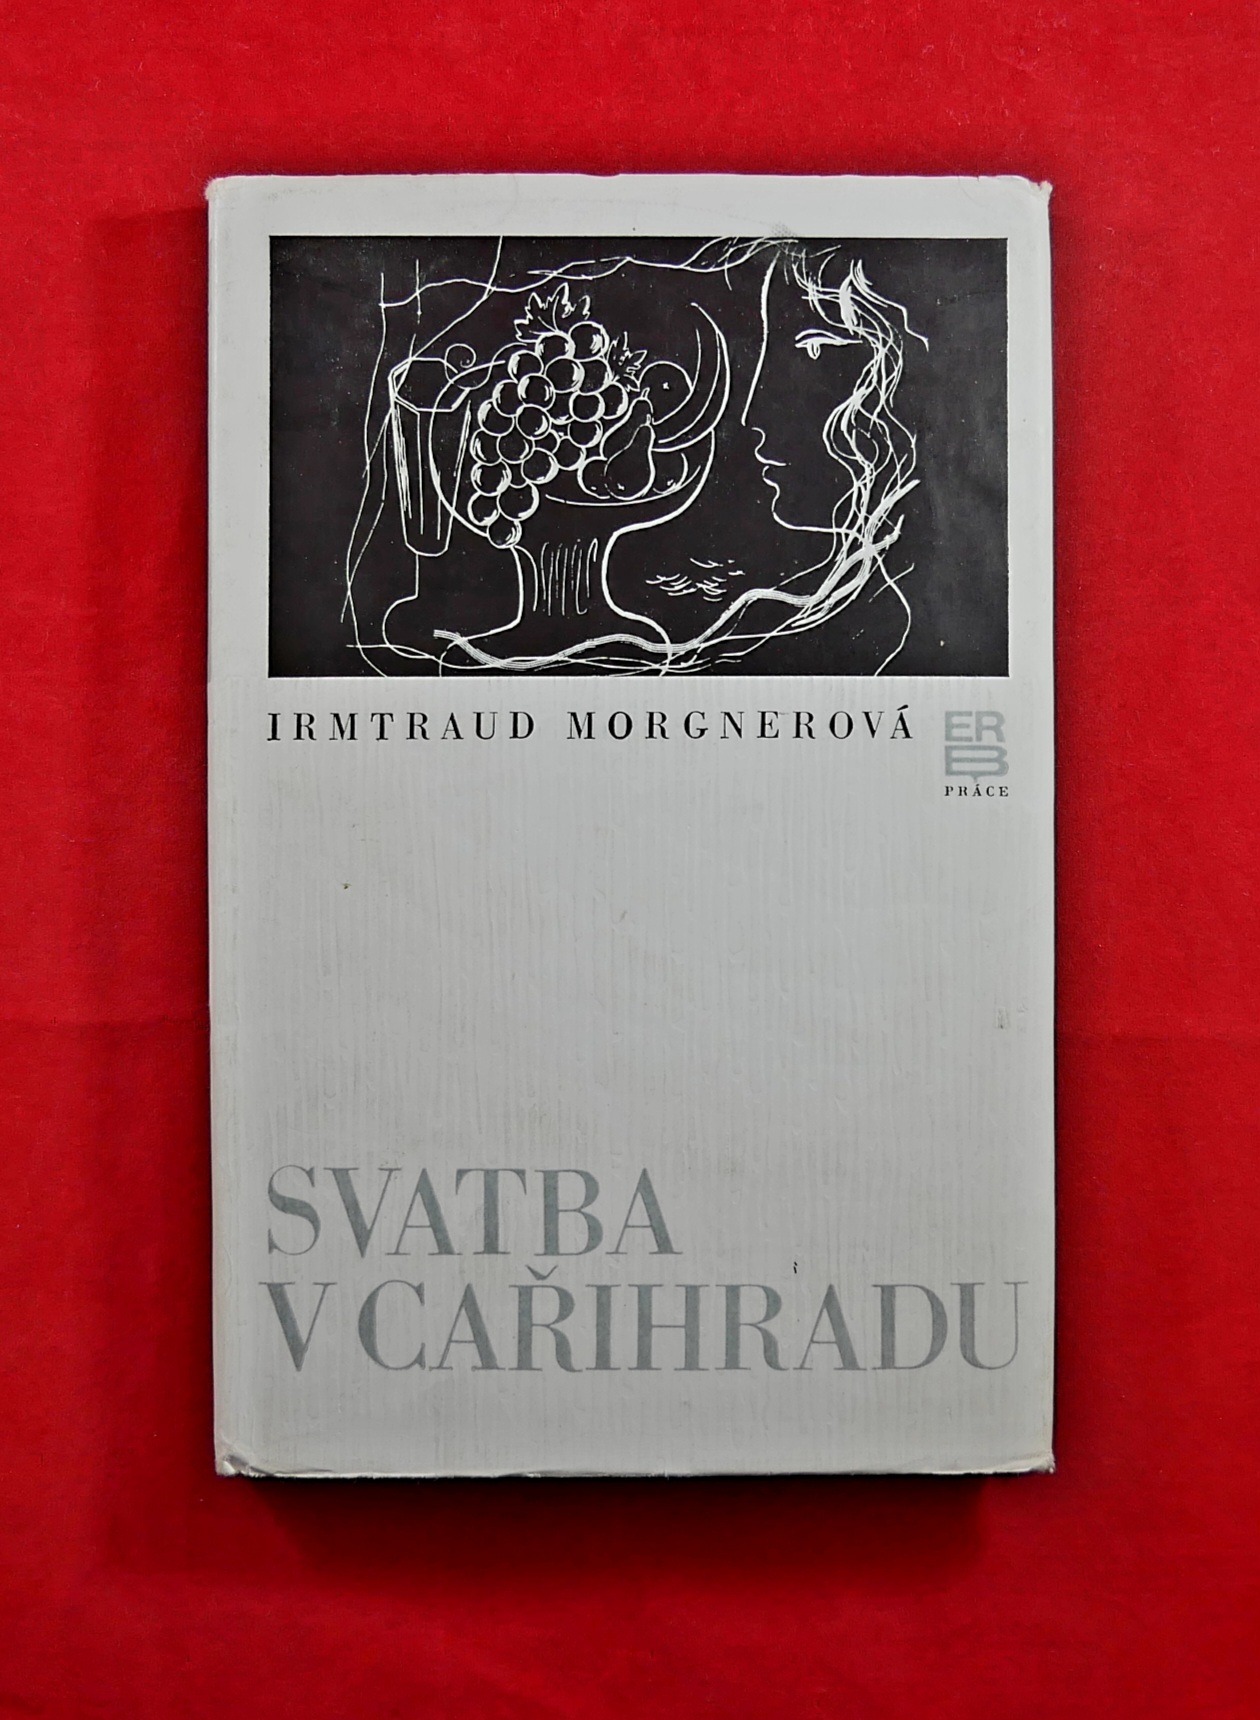 IRMTRAUD MORGNEROVÁ
ER
B
PRÁCE
SVATBA
V CAŘIHRADU